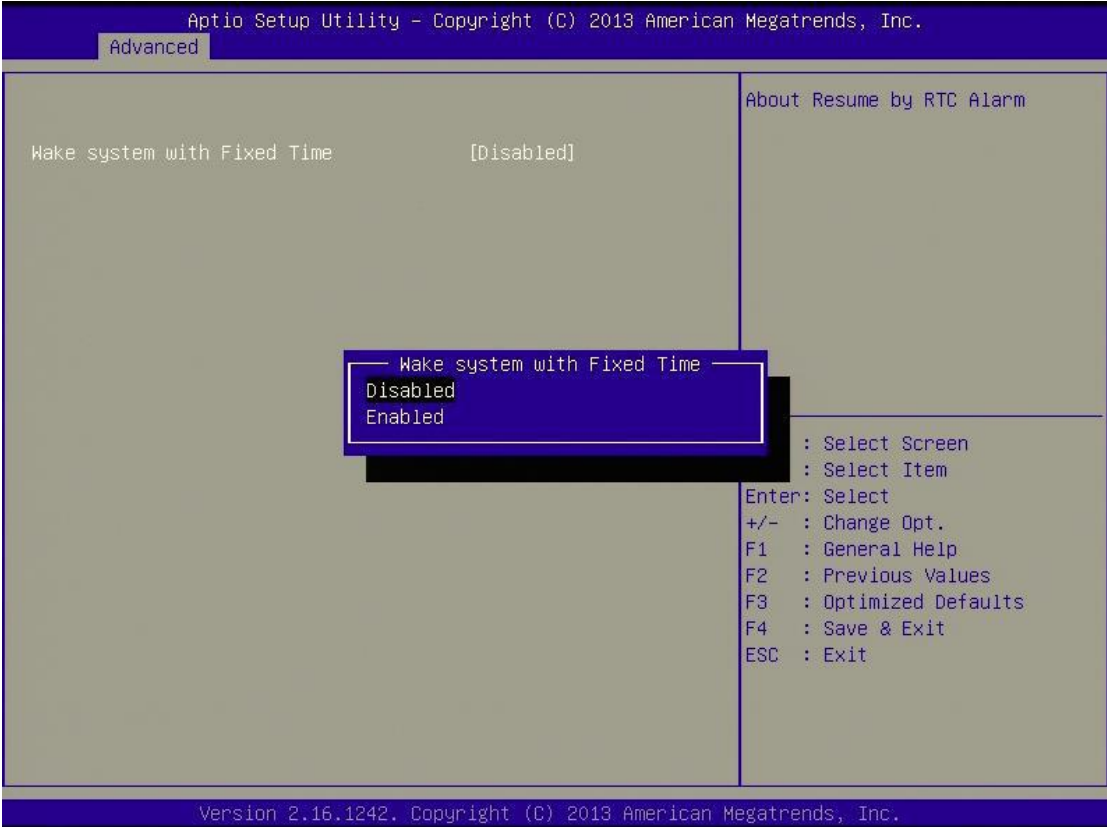 Aptio Setup Utility – Copyright (C) 2013 American Megatrends, Inc.
Advanced
About Resume by RTC Alarm
Wake system with Fixed Time [Disabled]
Wake system with Fixed Time
Disabled
Enabled
: Select Screen
: Select Item
Enter: Select
+/- : Change Opt.
F1 : General Help
F2 : Previous Values
F3 : Optimized Defaults
F4 : Save & Exit
ESC : Exit
Version 2.16.1242. Copyright (C) 2013 American Megatrends, Inc.